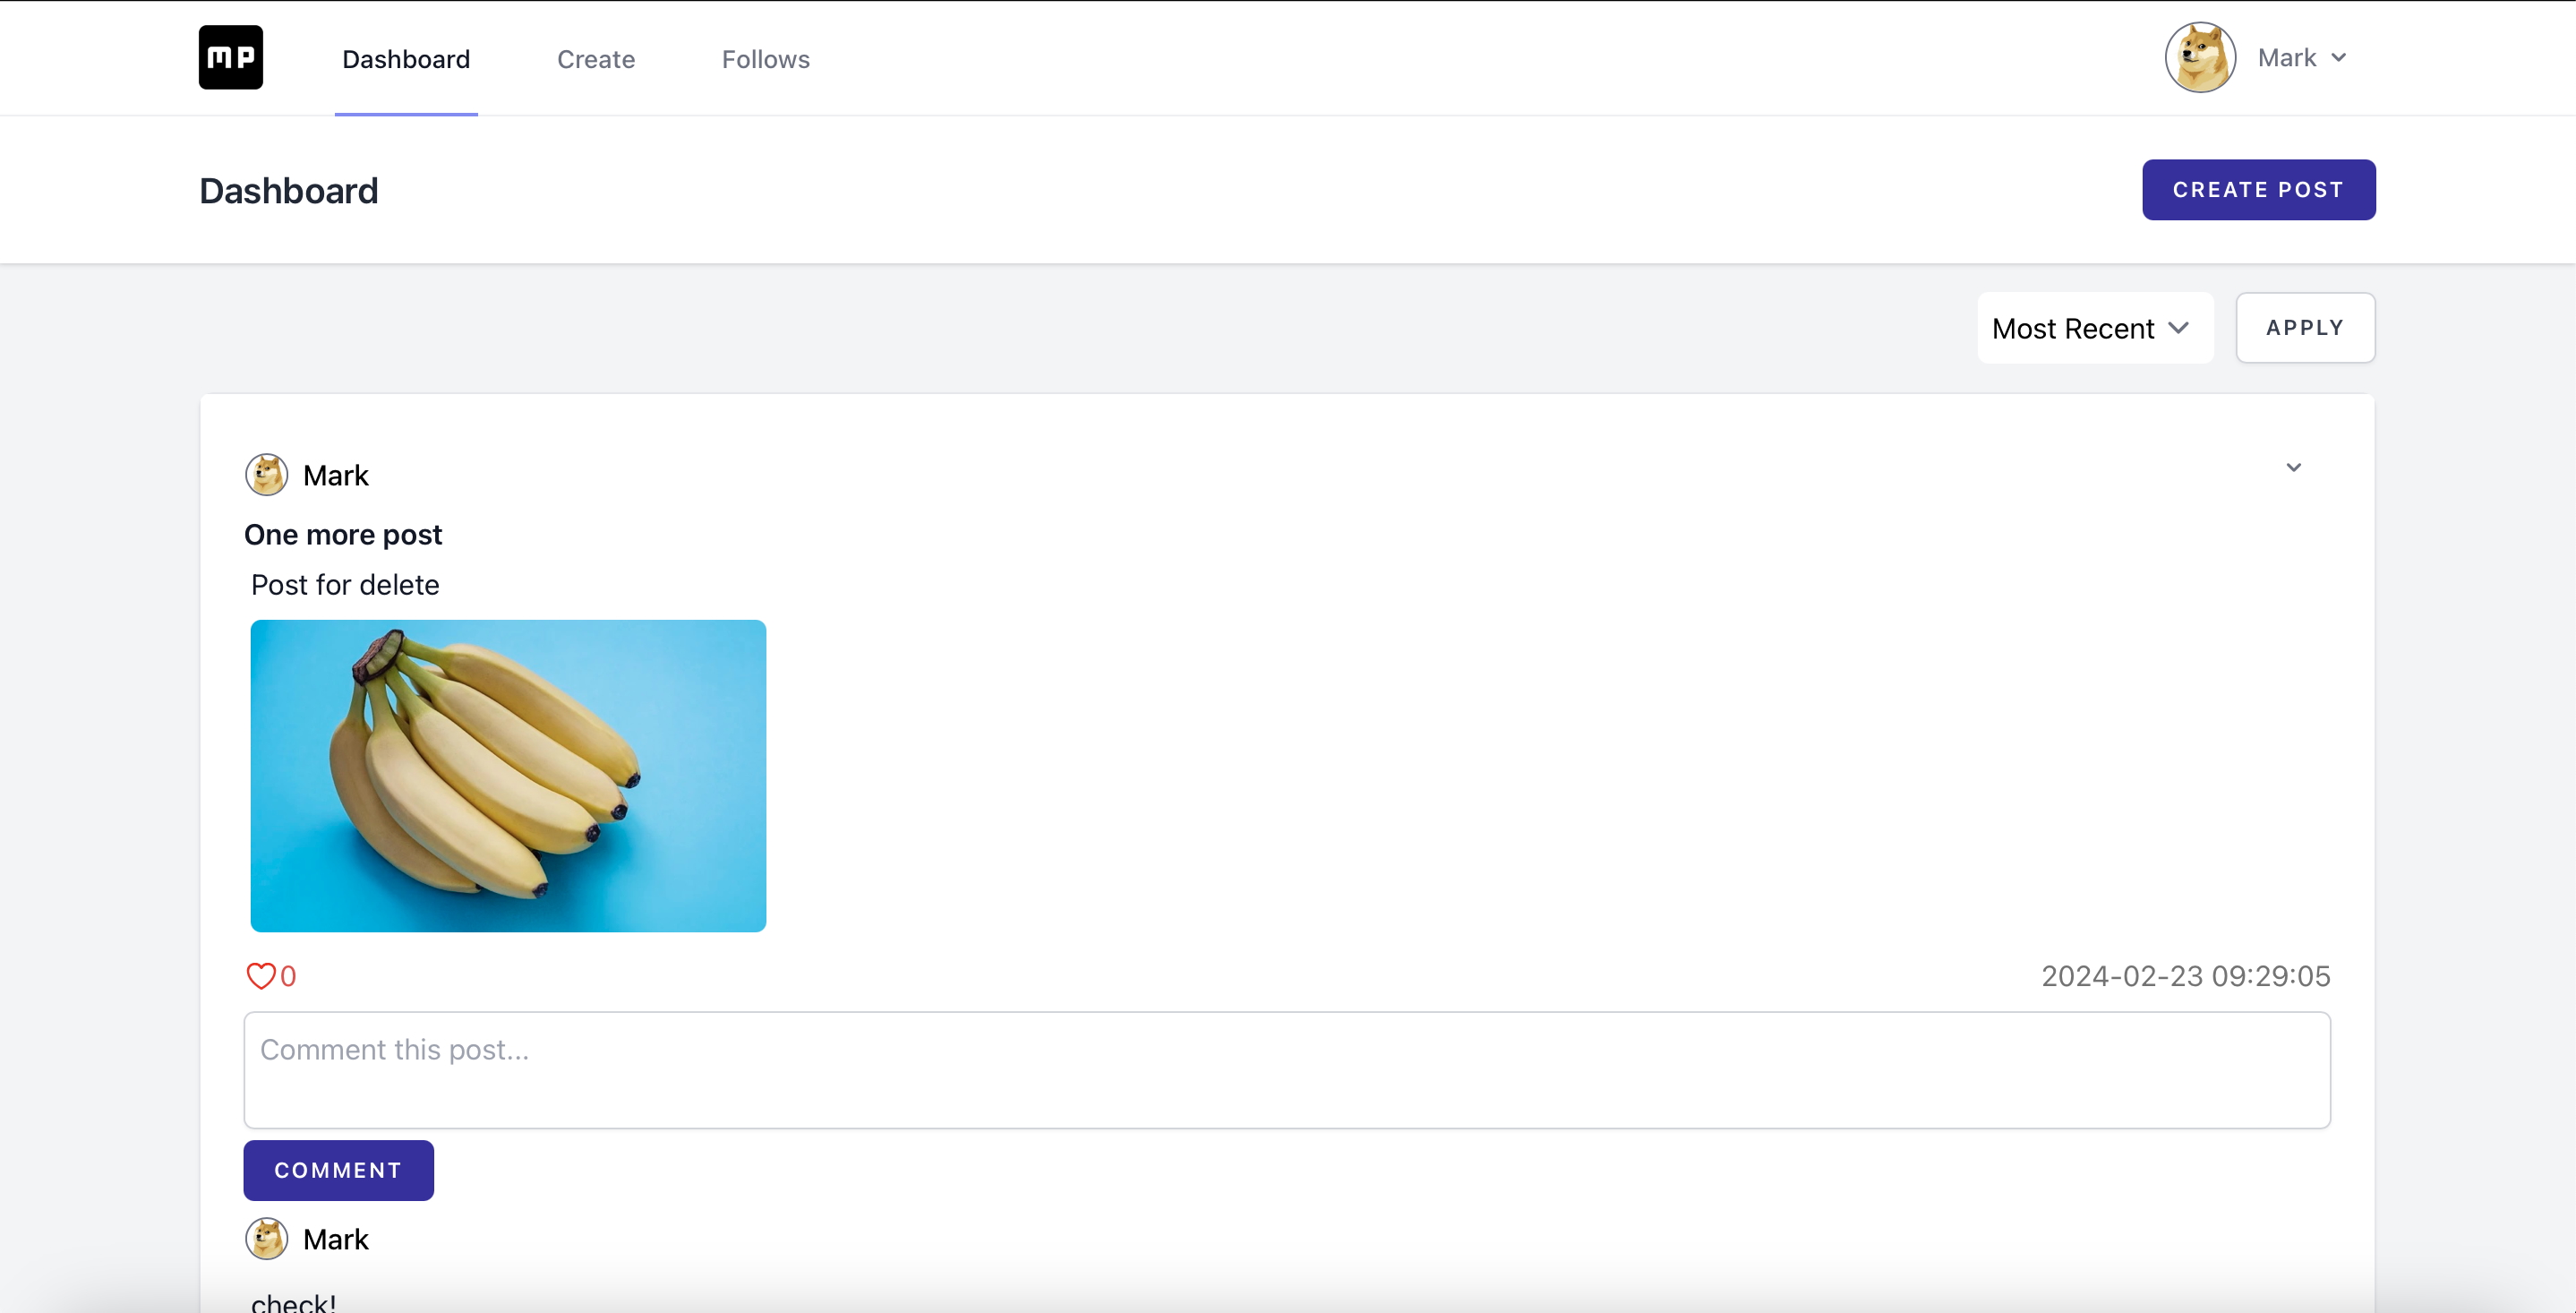 mp Dashboard Create Follows Mark
Dashboard CREATE POST
Most Recent APPLY
Mark
One more post
Post for delete
0 2024-02-23 09:29:05
Comment this post...
COMMENT
Mark
check!